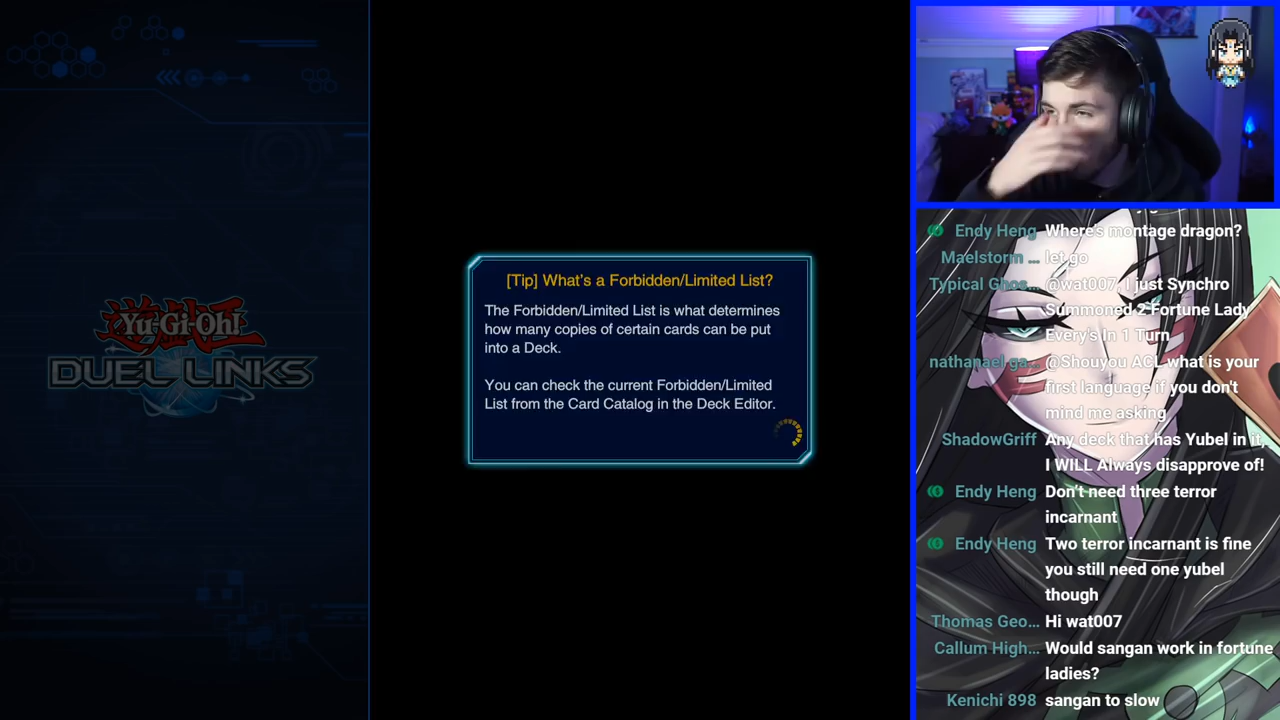 Yu-Gi-Oh!
DUEL LINKS
[Tip] What's a Forbidden/Limited List?
The Forbidden/Limited List is what determines
how many copies of certain cards can be put
into a Deck.
You can check the current Forbidden/Limited
List from the Card Catalog in the Deck Editor.
Endy Heng Where's montage dragon?
Maelstorm ... let go
Typical Ghos... @wat007, I just Synchro
Summoned 2 Fortune Lady
Every's In 1 Turn
nathanael ga... @Shouyou ACL what is your
first language if you don't
mind me asking
ShadowGriff Any deck that has Yubel in it,
I WILL Always disapprove of!
Endy Heng Don't need three terror
incarnant
Endy Heng Two terror incarnant is fine
you still need one yubel
though
Thomas Geo... Hi wat007
Callum High... Would sangan work in fortune
ladies?
Kenichi 898 sangan to slow